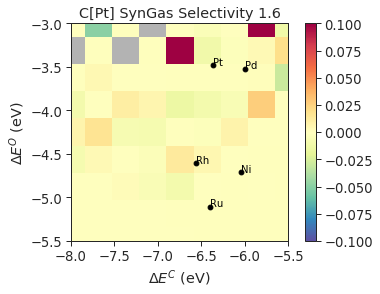 C[Pt] SynGas Selectivity 1.6
−3.0
−3.5
−4.0
−4.5
−5.0
−5.5
ΔE^O (eV)
Pt
Pd
Rh
Ni
Ru
−8.0 −7.5 −7.0 −6.5 −6.0 −5.5
ΔE^C (eV)
0.100
0.075
0.050
0.025
0.000
−0.025
−0.050
−0.075
−0.100